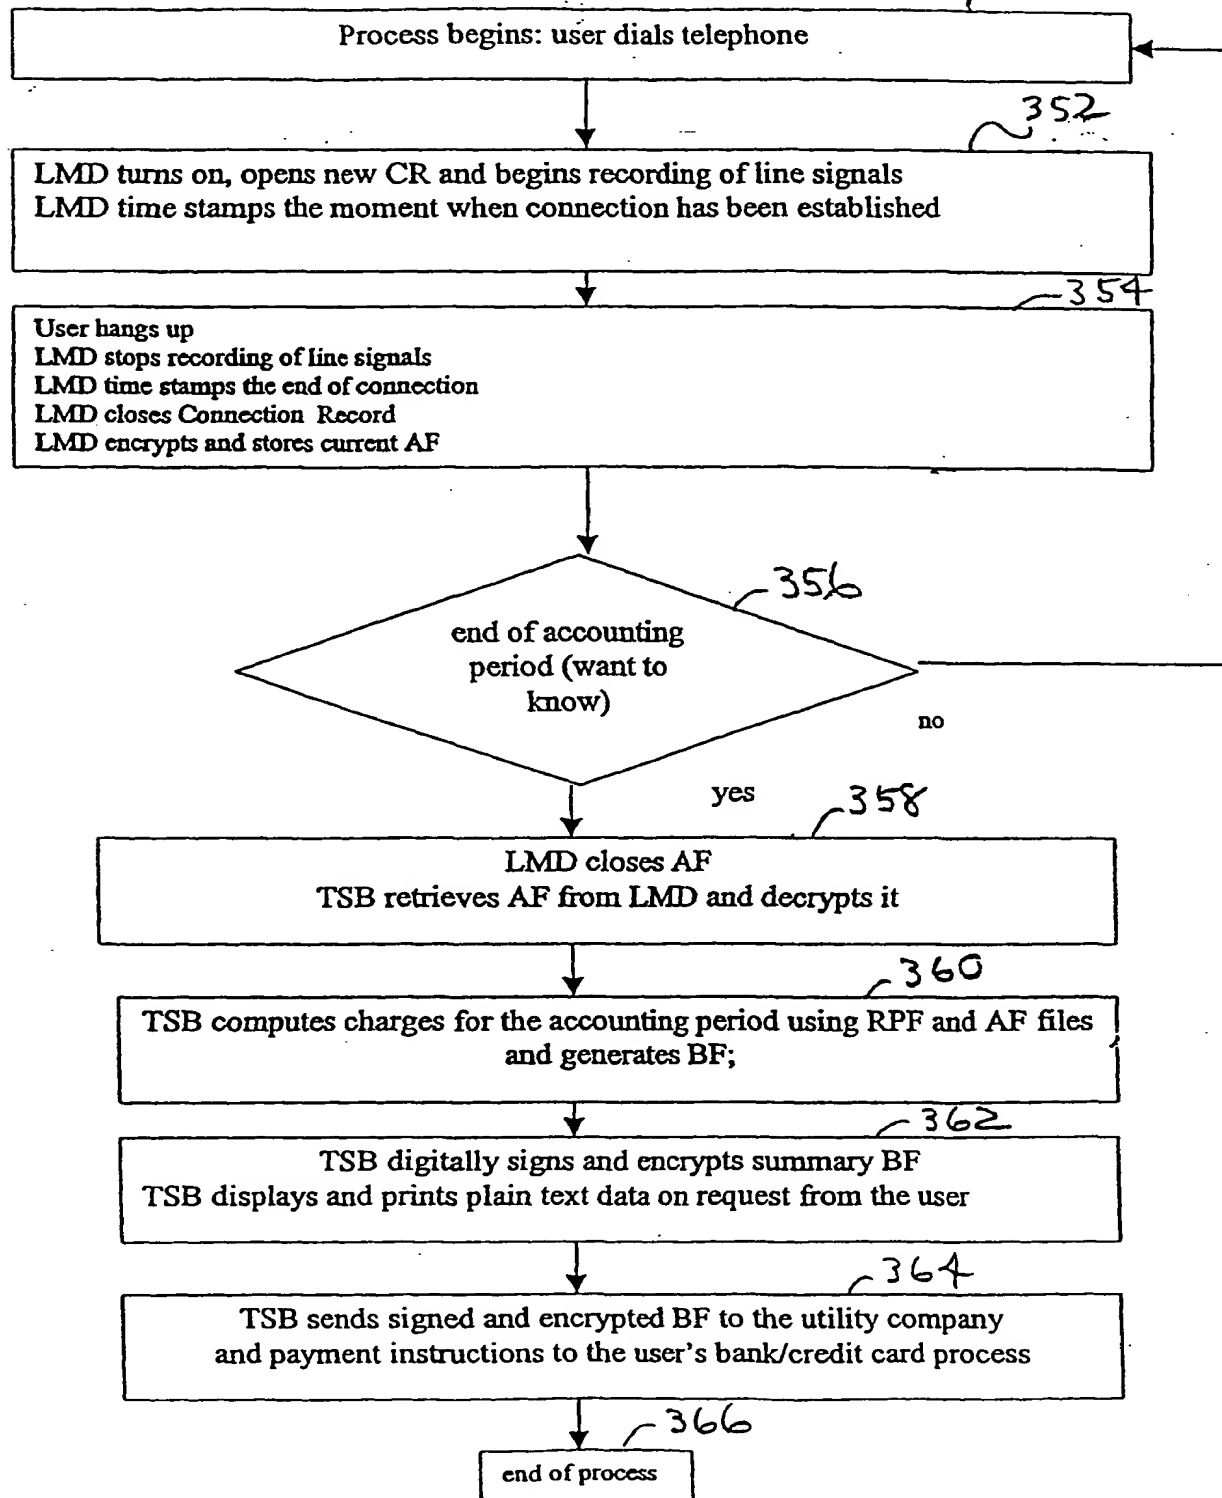 Process begins: user dials telephone
352
LMD turns on, opens new CR and begins recording of line signals
LMD time stamps the moment when connection has been established
354
User hangs up
LMD stops recording of line signals
LMD time stamps the end of connection
LMD closes Connection Record
LMD encrypts and stores current AF
356
end of accounting
period (want to
know)
no
yes
358
LMD closes AF
TSB retrieves AF from LMD and decrypts it
360
TSB computes charges for the accounting period using RPF and AF files
and generates BF;
362
TSB digitally signs and encrypts summary BF
TSB displays and prints plain text data on request from the user
364
TSB sends signed and encrypted BF to the utility company
and payment instructions to the user's bank/credit card process
366
end of process